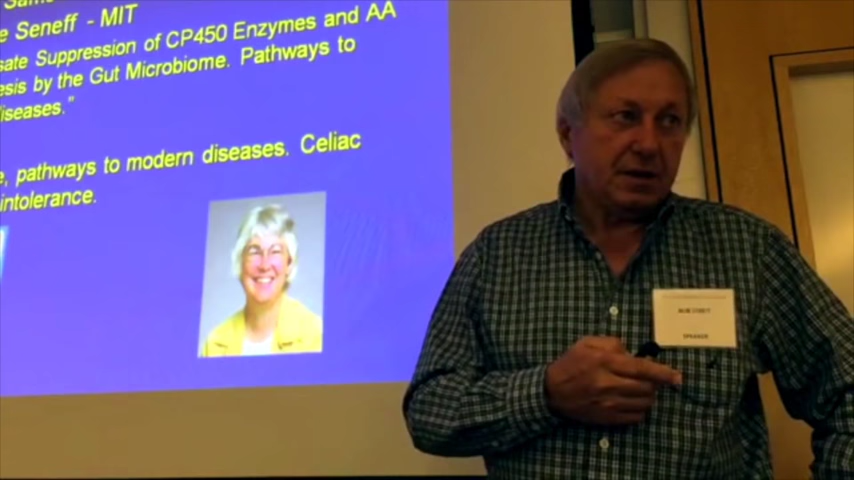 Same
e Seneff - MIT
sate Suppression of CP450 Enzymes and AA
esis by the Gut Microbiome. Pathways to
iseases."
e, pathways to modern diseases. Celiac
intolerance.
SPEAKER